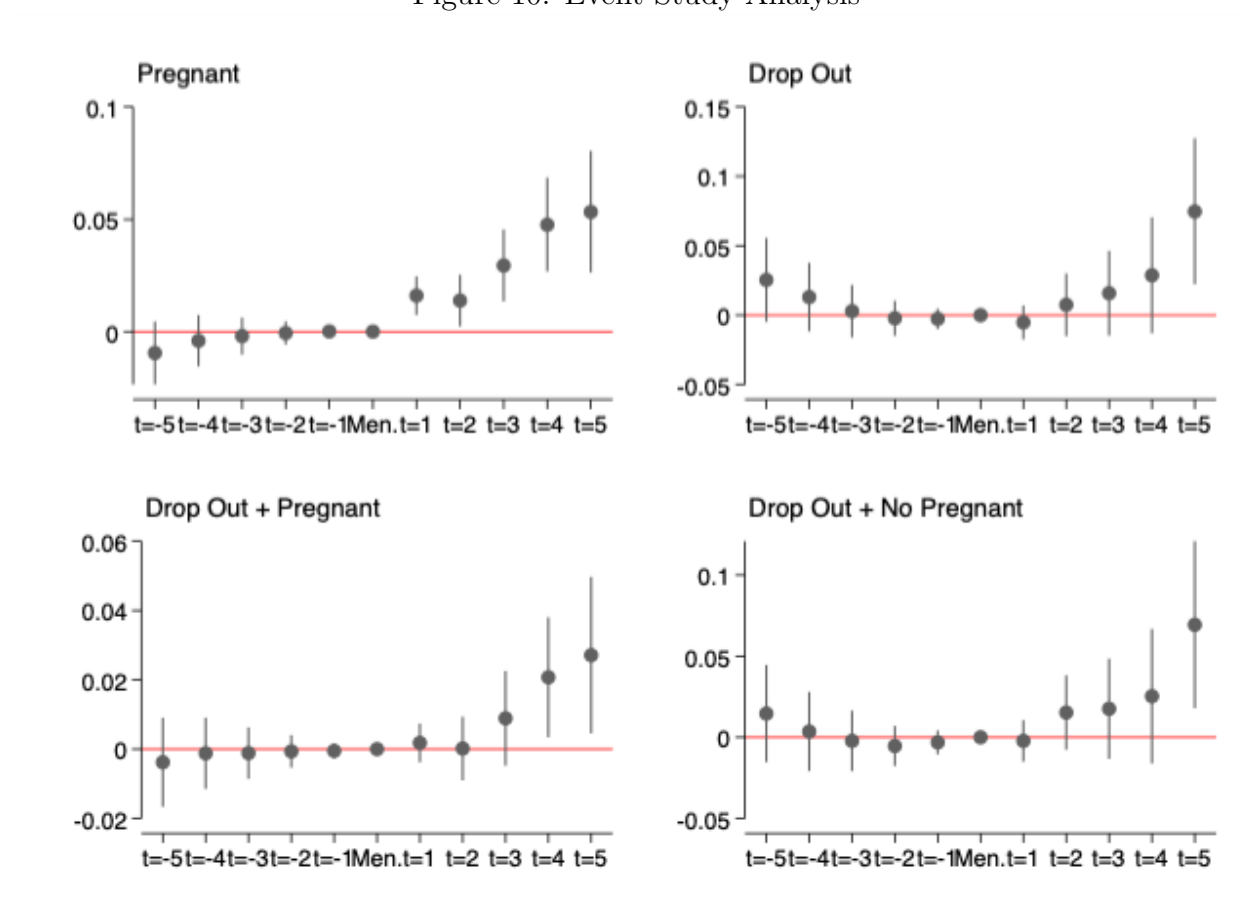 Event Study Analysis
Pregnant
0.1
0.05
0
t=-5 t=-4 t=-3 t=-2 t=-1 Men. t=1 t=2 t=3 t=4 t=5
Drop Out
0.15
0.1
0.05
0
-0.05
t=-5 t=-4 t=-3 t=-2 t=-1 Men. t=1 t=2 t=3 t=4 t=5
Drop Out + Pregnant
0.06
0.04
0.02
0
-0.02
t=-5 t=-4 t=-3 t=-2 t=-1 Men. t=1 t=2 t=3 t=4 t=5
Drop Out + No Pregnant
0.1
0.05
0
-0.05
t=-5 t=-4 t=-3 t=-2 t=-1 Men. t=1 t=2 t=3 t=4 t=5